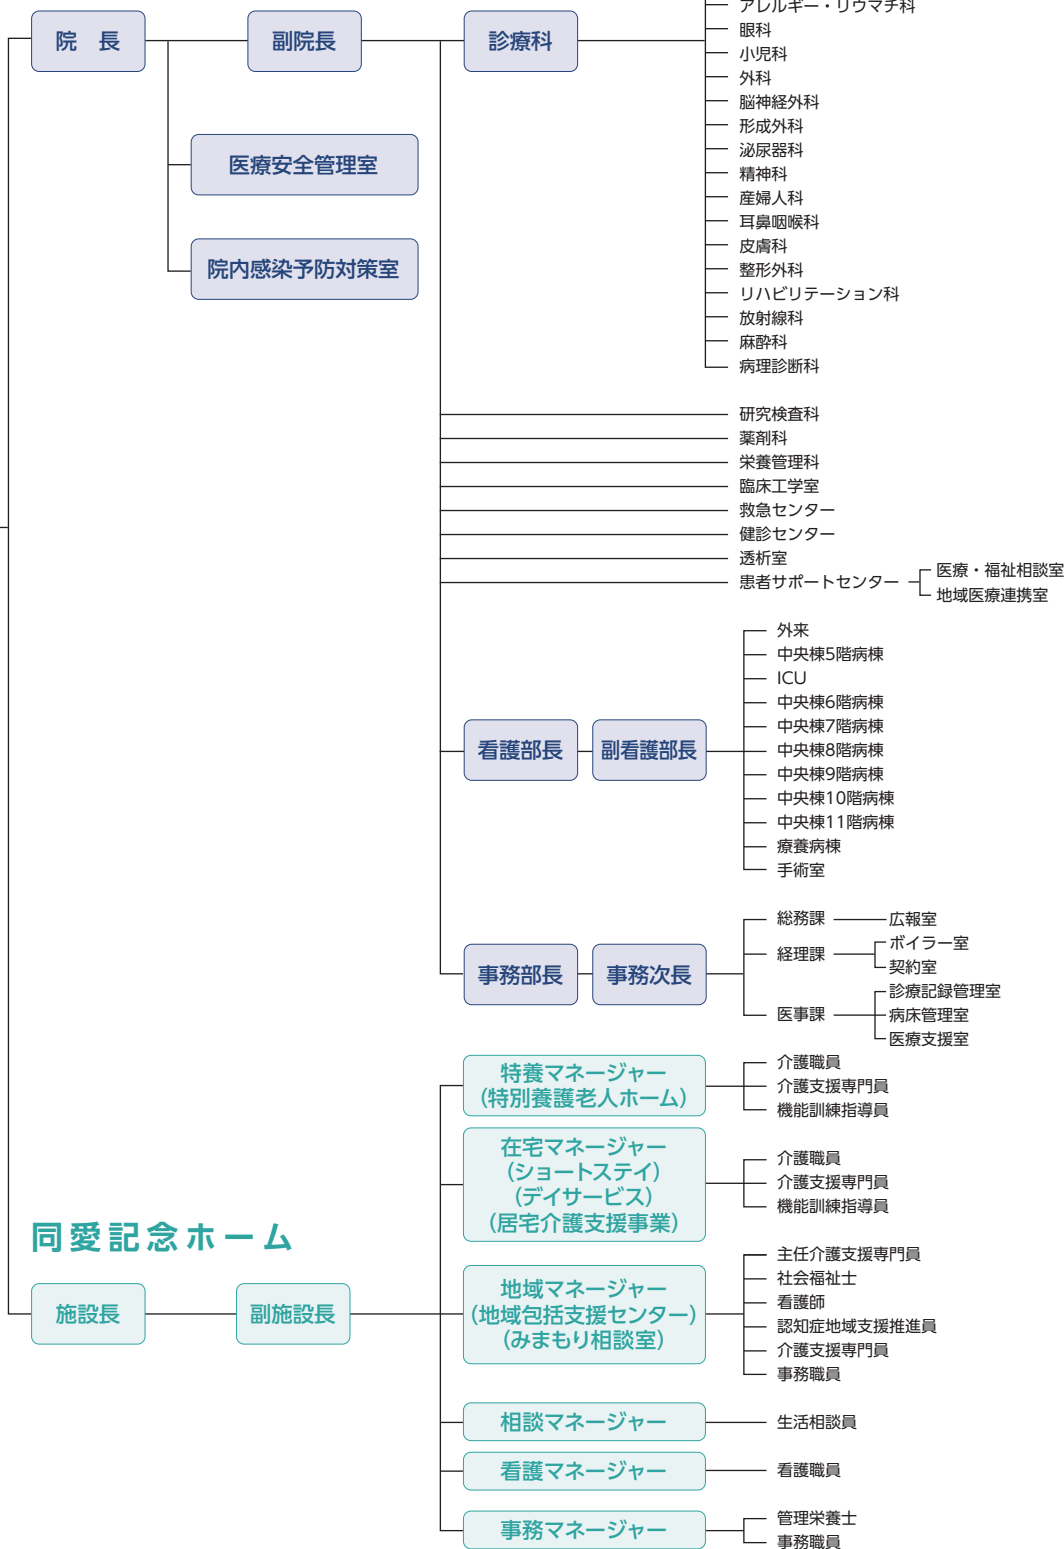 アレルギー・リウマチ科
院　長
副院長
診療科
眼科
小児科
外科
脳神経外科
形成外科
泌尿器科
医療安全管理室
精神科
産婦人科
耳鼻咽喉科
皮膚科
院内感染予防対策室
整形外科
リハビリテーション科
放射線科
麻酔科
病理診断科
研究検査科
薬剤科
栄養管理科
臨床工学室
救急センター
健診センター
透析室
患者サポートセンター
医療・福祉相談室
地域医療連携室
看護部長
副看護部長
外来
中央棟5階病棟
ICU
中央棟6階病棟
中央棟7階病棟
中央棟8階病棟
中央棟9階病棟
中央棟10階病棟
中央棟11階病棟
療養病棟
手術室
事務部長
事務次長
総務課
広報室
経理課
ボイラー室
契約室
医事課
診療記録管理室
病床管理室
医療支援室
同愛記念ホーム
施設長
副施設長
特養マネージャー
(特別養護老人ホーム)
介護職員
介護支援専門員
機能訓練指導員
在宅マネージャー
(ショートステイ)
(デイサービス)
(居宅介護支援事業)
介護職員
介護支援専門員
機能訓練指導員
地域マネージャー
(地域包括支援センター)
(みまもり相談室)
主任介護支援専門員
社会福祉士
看護師
認知症地域支援推進員
介護支援専門員
事務職員
相談マネージャー
生活相談員
看護マネージャー
看護職員
事務マネージャー
管理栄養士
事務職員